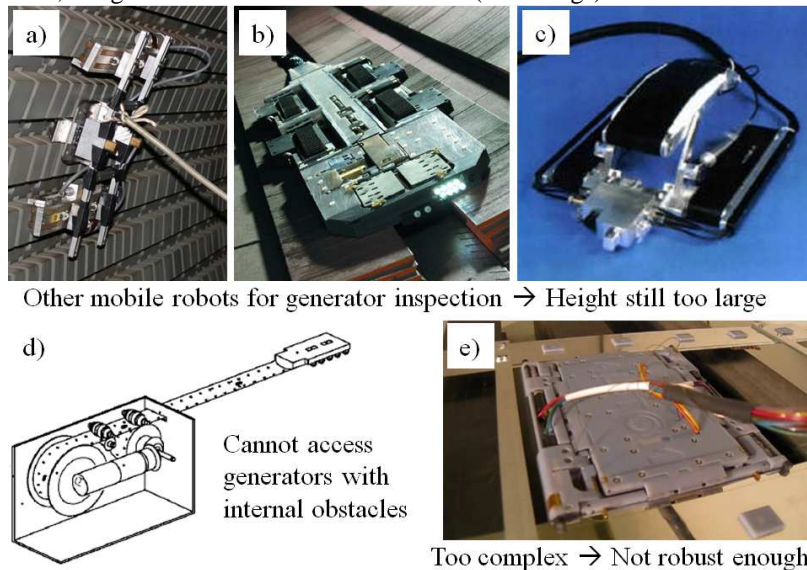 a)
b)
c)
Other mobile robots for generator inspection → Height still too large
d)
e)
Cannot access
generators with
internal obstacles
Too complex → Not robust enough